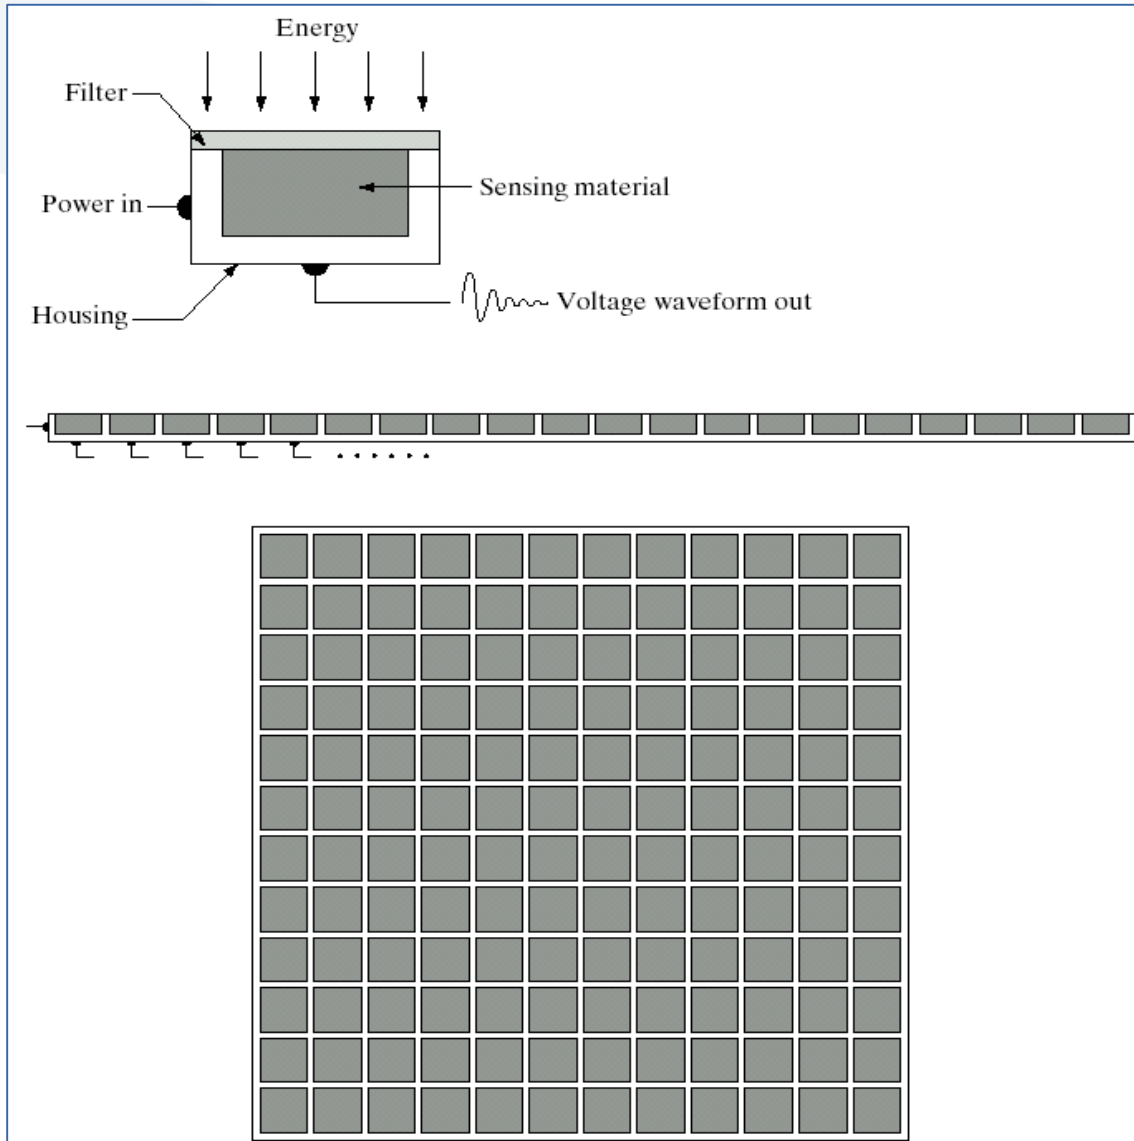 Energy
Filter
Sensing material
Power in
Housing
Voltage waveform out